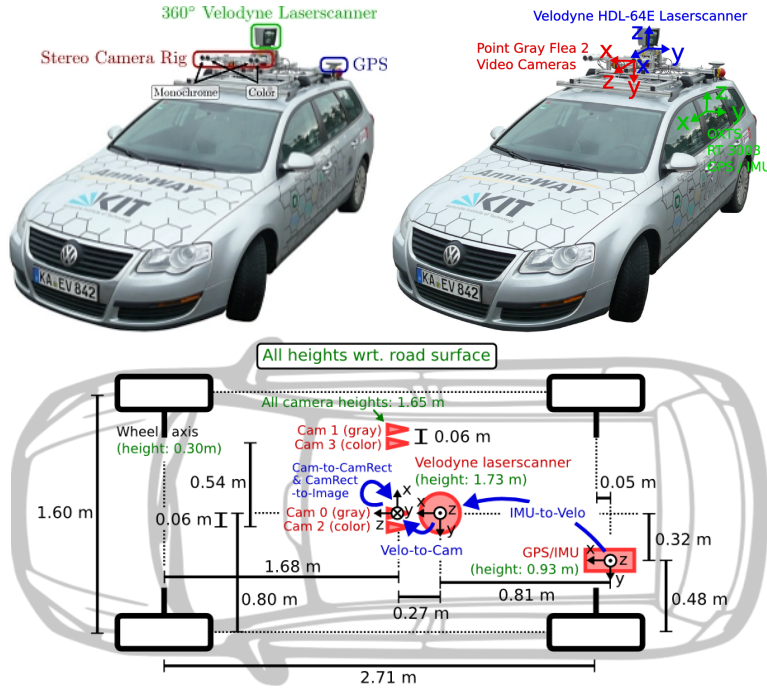 360° Velodyne Laserscanner
Stereo Camera Rig
GPS
Monochrome
Color
AnnieWAY
KIT
KA EV 842
Velodyne HDL-64E Laserscanner
Point Gray Flea 2
Video Cameras
z
y
x
x
z
y
z
y
x
OXTS
RT 3003
GPS / IMU
AnnieWAY
KIT
KA EV 842
All heights wrt. road surface
All camera heights: 1.65 m
Cam 1 (gray)
Cam 3 (color)
0.06 m
Wheel axis
(height: 0.30m)
Velodyne laserscanner
(height: 1.73 m)
Cam-to-CamRect
& CamRect
-to-Image
0.54 m
0.05 m
1.60 m
0.06 m
Cam 0 (gray)
Cam 2 (color)
x
y
z
x
z
y
IMU-to-Velo
Velo-to-Cam
0.32 m
GPS/IMU
(height: 0.93 m)
x
z
y
1.68 m
0.80 m
0.81 m
0.48 m
0.27 m
2.71 m